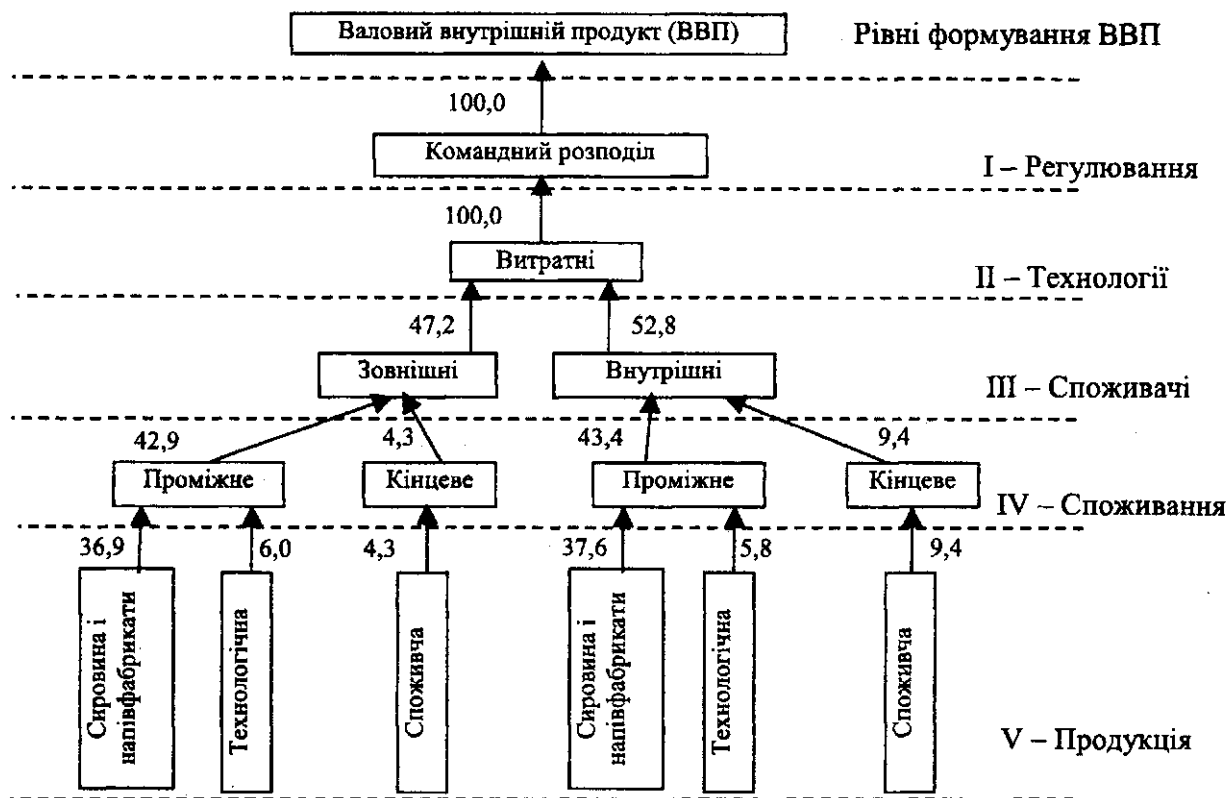 Валовий внутрішній продукт (ВВП)
Рівні формування ВВП
100,0
Командний розподіл
I – Регулювання
100,0
Витратні
II – Технології
47,2
52,8
Зовнішні
Внутрішні
III – Споживачі
42,9
4,3
43,4
9,4
Проміжне
Кінцеве
Проміжне
Кінцеве
IV – Споживання
36,9
6,0
4,3
37,6
5,8
9,4
Сировина і
напівфабрикати
Технологічна
Споживча
Сировина і
напівфабрикати
Технологічна
Споживча
V – Продукція